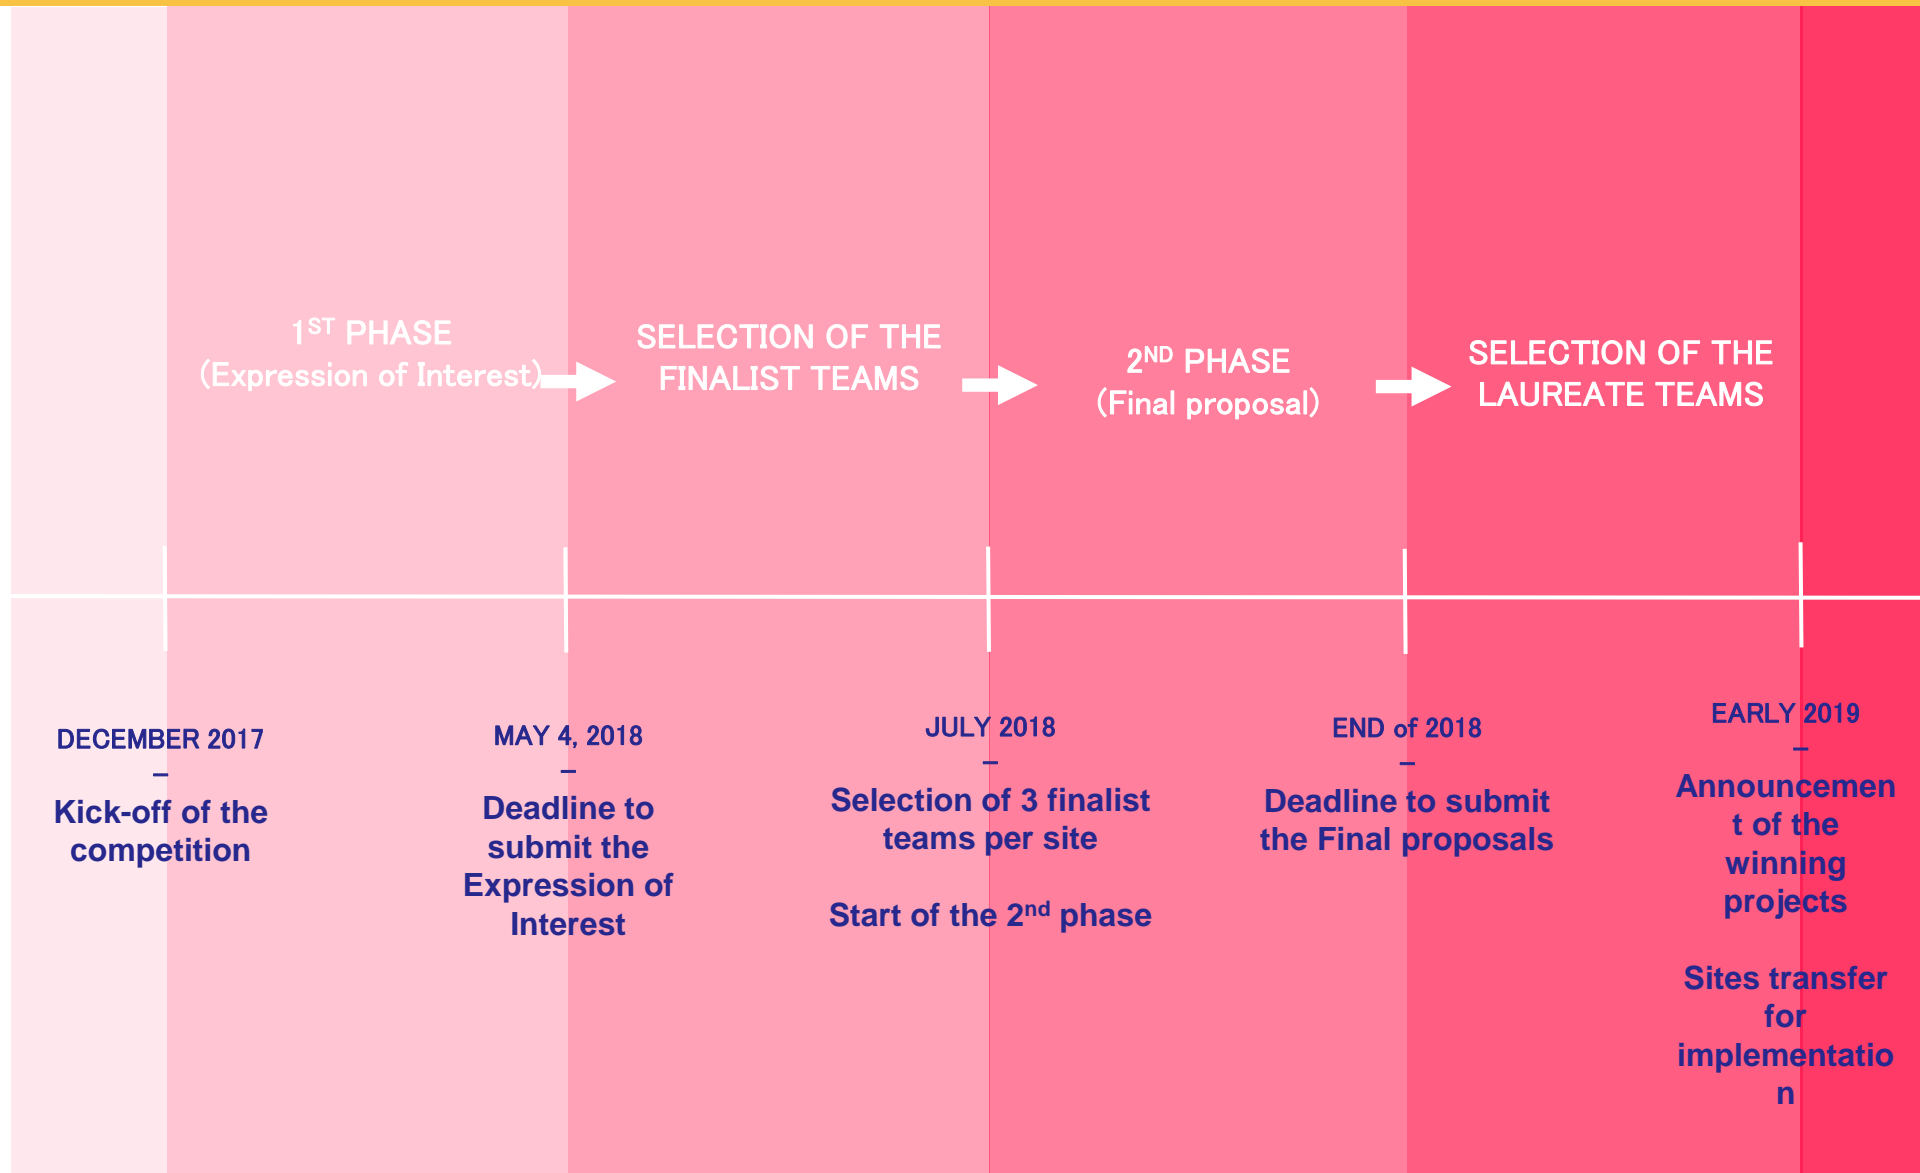 1ST PHASE
(Expression of Interest)
SELECTION OF THE
FINALIST TEAMS
2ND PHASE
(Final proposal)
SELECTION OF THE
LAUREATE TEAMS
DECEMBER 2017
–
Kick-off of the
competition
MAY 4, 2018
–
Deadline to
submit the
Expression of
Interest
JULY 2018
–
Selection of 3 finalist
teams per site
Start of the 2nd phase
END of 2018
–
Deadline to submit
the Final proposals
EARLY 2019
–
Announcemen
t of the
winning
projects
Sites transfer
for
implementatio
n